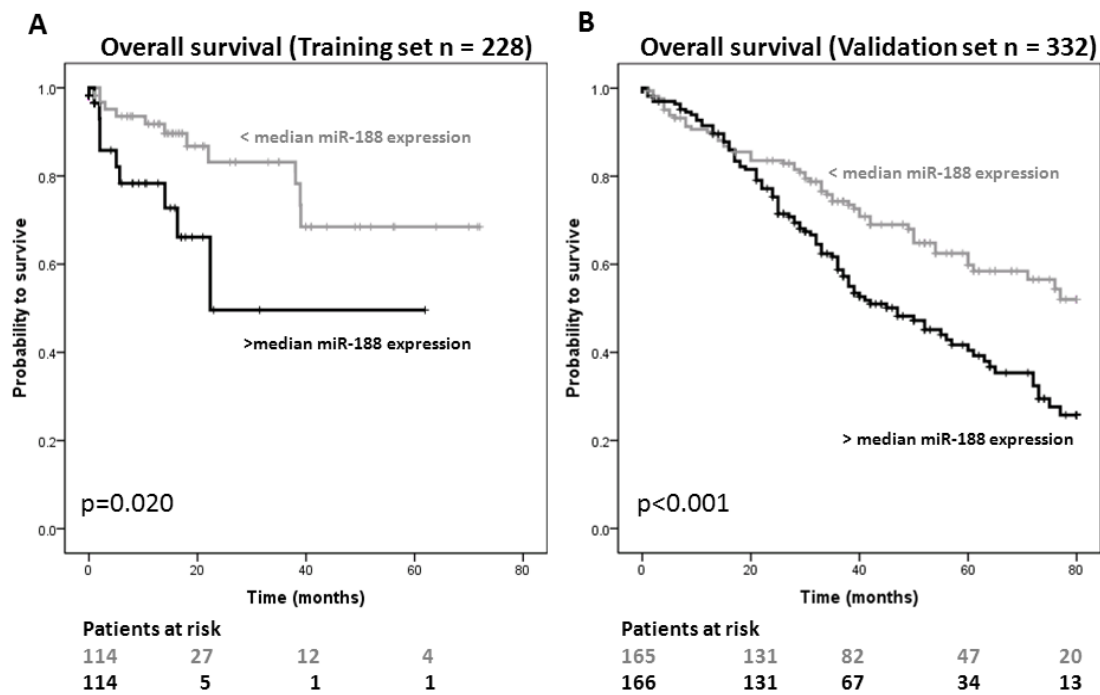 A
Overall survival (Training set n = 228)
1.0
0.8
0.6
0.4
0.2
0.0
Probability to survive
< median miR-188 expression
>median miR-188 expression
p=0.020
0 20 40 60 80
Time (months)
Patients at risk
114 27 12 4
114 5 1 1
B
Overall survival (Validation set n = 332)
1.0
0.8
0.6
0.4
0.2
0.0
Probability to survive
< median miR-188 expression
> median miR-188 expression
p<0.001
0 20 40 60 80
Time (months)
Patients at risk
165 131 82 47 20
166 131 67 34 13